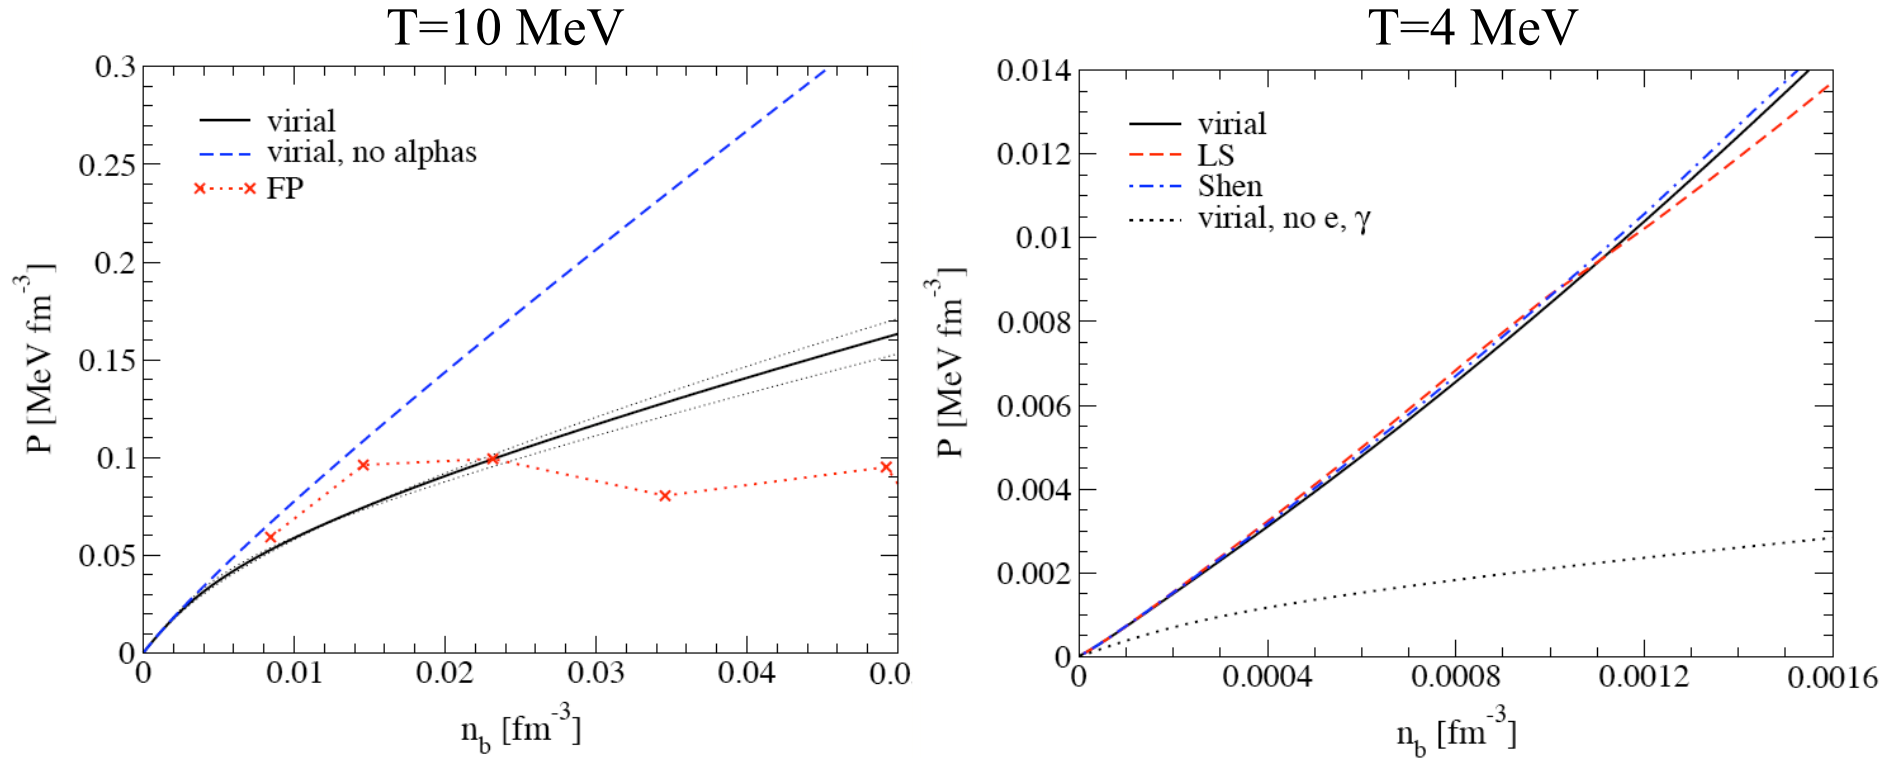 T=10 MeV
0.3
0.25
0.2
0.15
0.1
0.05
0
P [MeV fm⁻³]
virial
virial, no alphas
FP
0 0.01 0.02 0.03 0.04 0.0
n_b [fm⁻³]
T=4 MeV
0.014
0.012
0.01
0.008
0.006
0.004
0.002
0
P [MeV fm⁻³]
virial
LS
Shen
virial, no e, γ
0 0.0004 0.0008 0.0012 0.0016
n_b [fm⁻³]